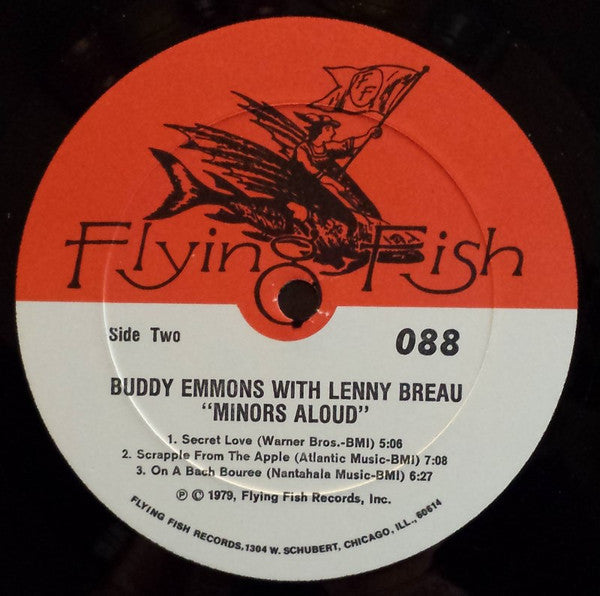 FF
Flying Fish
Side Two
088
BUDDY EMMONS WITH LENNY BREAU
"MINORS ALOUD"
1. Secret Love (Warner Bros.-BMI) 5:06
2. Scrapple From The Apple (Atlantic Music-BMI) 7:08
3. On A Bach Bouree (Nantahala Music-BMI) 6:27
℗ © 1979, Flying Fish Records, Inc.
FLYING FISH RECORDS, 1304 W. SCHUBERT, CHICAGO, ILL., 60614